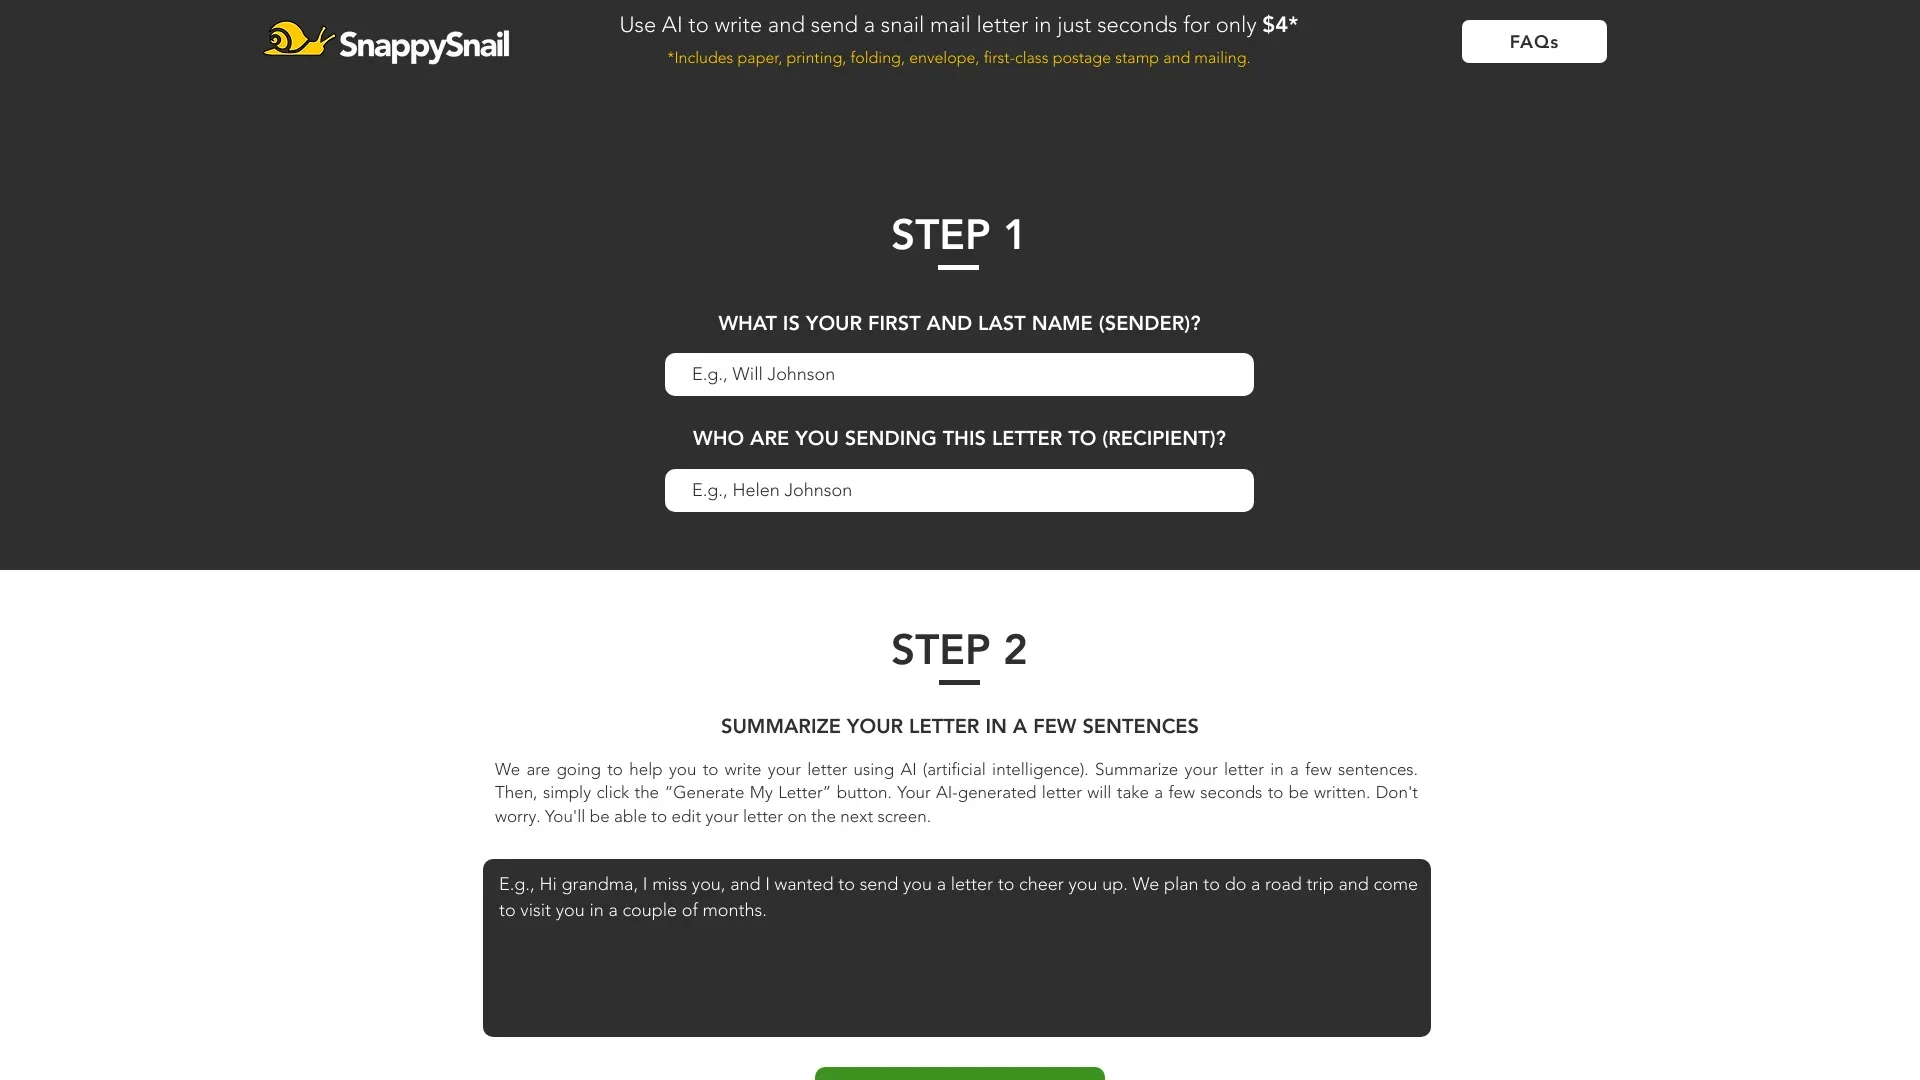 SnappySnail
Use AI to write and send a snail mail letter in just seconds for only $4*
*Includes paper, printing, folding, envelope, first-class postage stamp and mailing.
FAQs
STEP 1
WHAT IS YOUR FIRST AND LAST NAME (SENDER)?
E.g., Will Johnson
WHO ARE YOU SENDING THIS LETTER TO (RECIPIENT)?
E.g., Helen Johnson
STEP 2
SUMMARIZE YOUR LETTER IN A FEW SENTENCES
We are going to help you to write your letter using AI (artificial intelligence). Summarize your letter in a few sentences.
Then, simply click the “Generate My Letter” button. Your AI-generated letter will take a few seconds to be written. Don't
worry. You'll be able to edit your letter on the next screen.
E.g., Hi grandma, I miss you, and I wanted to send you a letter to cheer you up. We plan to do a road trip and come
to visit you in a couple of months.